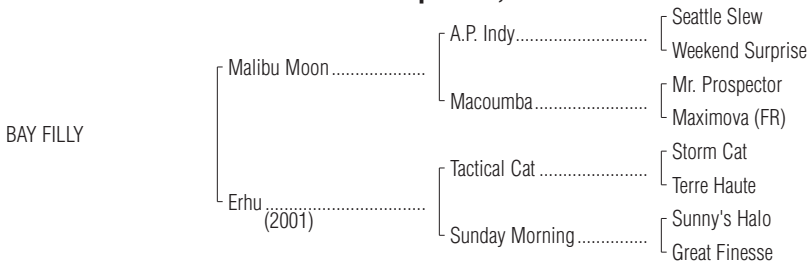 Seattle Slew
A.P. Indy
Weekend Surprise
Malibu Moon
Mr. Prospector
Macoumba
Maximova (FR)
BAY FILLY
Storm Cat
Tactical Cat
Terre Haute
Erhu
(2001)
Sunny's Halo
Sunday Morning
Great Finesse